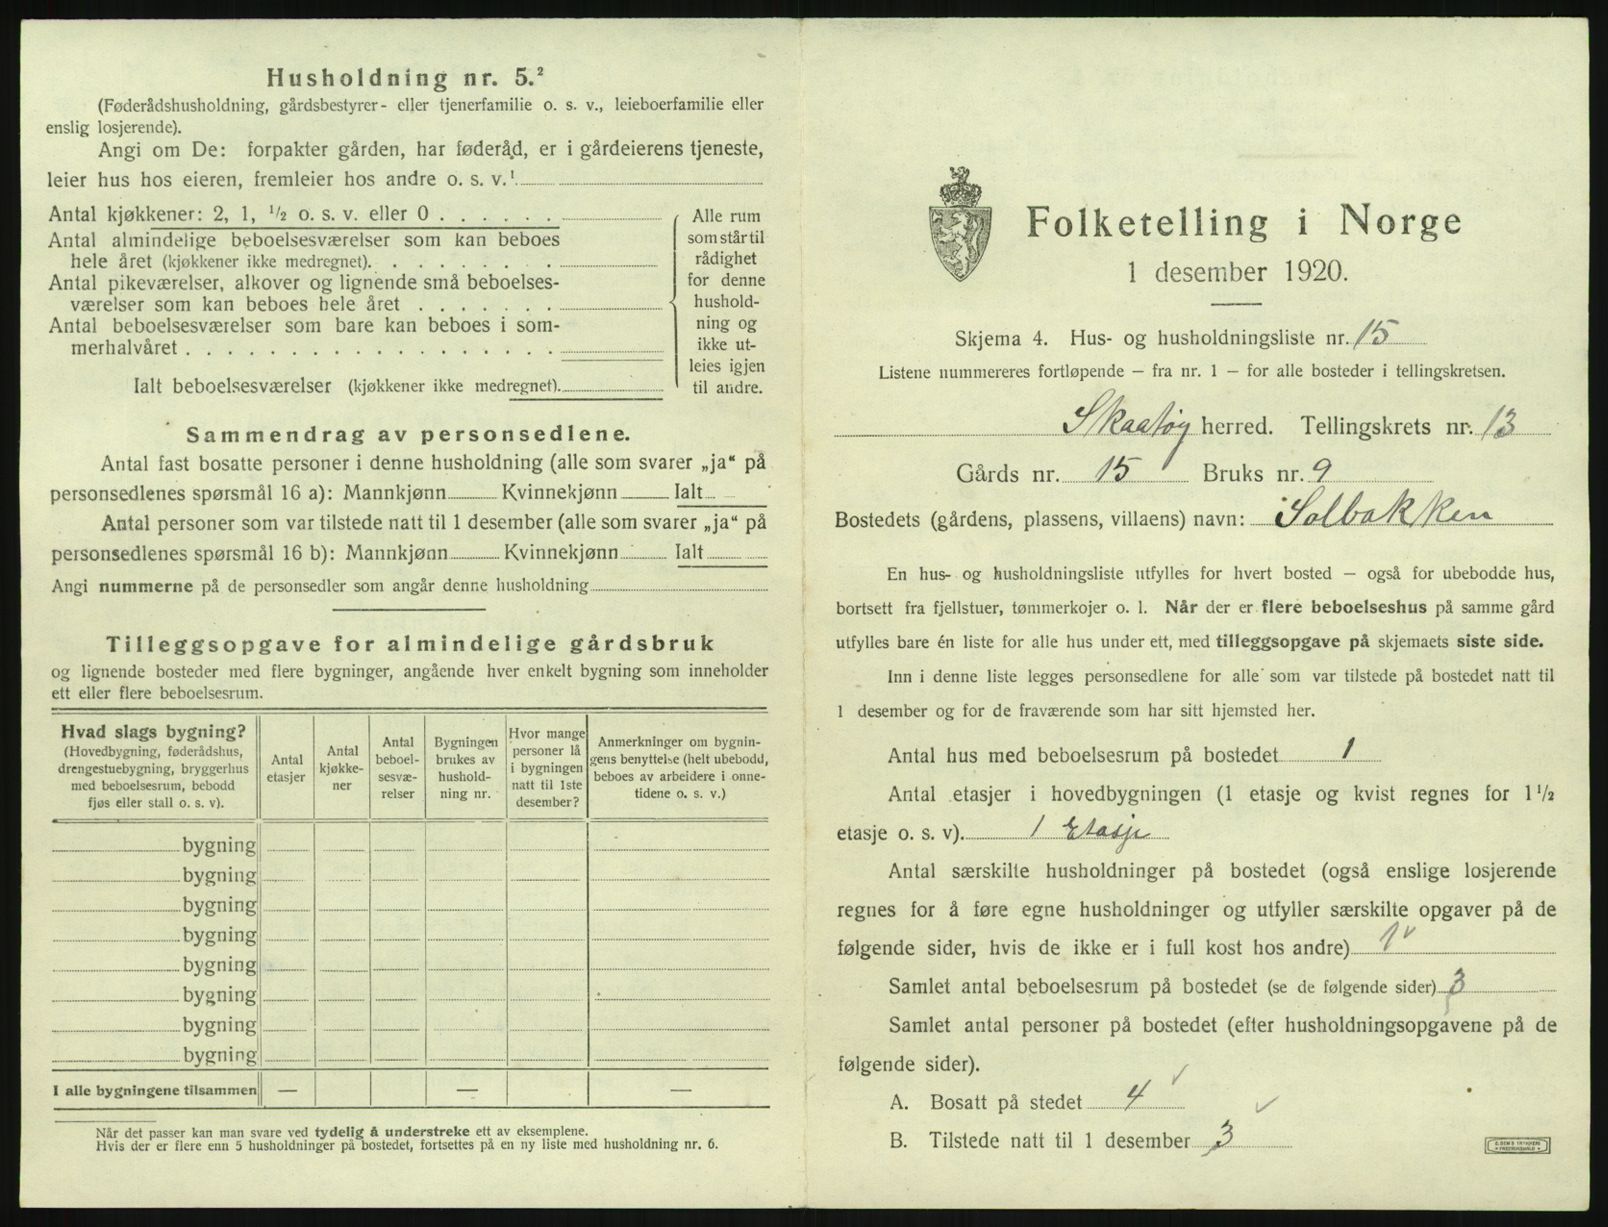 Husholdning nr. 5.²
(Føderådshusholdning, gårdsbestyrer- eller tjenerfamilie o. s. v., leieboerfamilie eller
enslig losjerende).
Angi om De: forpakter gården, har føderåd, er i gårdeierens tjeneste,
leier hus hos eieren, fremleier hos andre o. s. v.¹
Antal kjøkkener: 2, 1, ½ o. s. v. eller 0 . . . . . .
Antal almindelige beboelsesværelser som kan beboes
hele året (kjøkkener ikke medregnet). . . . . . . .
Antal pikeværelser, alkover og lignende små beboelses-
værelser som kan beboes hele året . . . . . . .
Antal beboelsesværelser som bare kan beboes i som-
merhalvåret . . . . . . . . . . . . . . . . . .
Ialt beboelsesværelser (kjøkkener ikke medregnet).
Alle rum
som står til
rådighet
for denne
hushold-
ning og
ikke ut-
leies igjen
til andre.
Sammendrag av personsedlene.
Antal fast bosatte personer i denne husholdning (alle som svarer „ja“ på
personsedlenes spørsmål 16 a): Mannkjønn Kvinnekjønn Ialt
Antal personer som var tilstede natt til 1 desember (alle som svarer „ja“ på
personsedlenes spørsmål 16 b): Mannkjønn Kvinnekjønn Ialt
Angi nummerne på de personsedler som angår denne husholdning
Tilleggsopgave for almindelige gårdsbruk
og lignende bosteder med flere bygninger, angående hver enkelt bygning som inneholder
ett eller flere beboelsesrum.
Hvad slags bygning?
(Hovedbygning, føderådshus,
drengestuebygning, bryggerhus
med beboelsesrum, bebodd
fjøs eller stall o. s. v).
Antal
etasjer
Antal
kjøkke-
ner
Antal
beboel-
sesvæ-
relser
Bygningen
brukes av
hushold-
ning nr.
Hvor mange
personer lå
i bygningen
natt til 1ste
desember?
Anmerkninger om bygnin-
gens benyttelse (helt ubebodd,
beboes av arbeidere i onne-
tidene o. s. v.)
bygning
bygning
bygning
bygning
bygning
bygning
bygning
bygning
I alle bygningene tilsammen — — —
Når det passer kan man svare ved tydelig å understreke ett av eksemplene.
Hvis der er flere enn 5 husholdninger på bostedet, fortsettes på en ny liste med husholdning nr. 6.
Folketelling i Norge
1 desember 1920.
Skjema 4. Hus- og husholdningsliste nr. 15
Listene nummereres fortløpende — fra nr. 1 — for alle bosteder i tellingskretsen.
Skaatøy herred. Tellingskrets nr. 13
Gårds nr. 15 Bruks nr. 9
Bostedets (gårdens, plassens, villaens) navn: Solbakken
En hus- og husholdningsliste utfylles for hvert bosted — også for ubebodde hus,
bortsett fra fjellstuer, tømmerkojer o. l. Når der er flere beboelseshus på samme gård
utfylles bare én liste for alle hus under ett, med tilleggsopgave på skjemaets siste side.
Inn i denne liste legges personsedlene for alle som var tilstede på bostedet natt til
1 desember og for de fraværende som har sitt hjemsted her.
Antal hus med beboelsesrum på bostedet 1
Antal etasjer i hovedbygningen (1 etasje og kvist regnes for 1½
etasje o. s. v). 1 Etasje
Antal særskilte husholdninger på bostedet (også enslige losjerende
regnes for å føre egne husholdninger og utfyller særskilte opgaver på de
følgende sider, hvis de ikke er i full kost hos andre) 1 ✓
Samlet antal beboelsesrum på bostedet (se de følgende sider) 3
Samlet antal personer på bostedet (efter husholdningsopgavene på de
følgende sider).
A. Bosatt på stedet 4 ✓
B. Tilstede natt til 1 desember 3 ✓